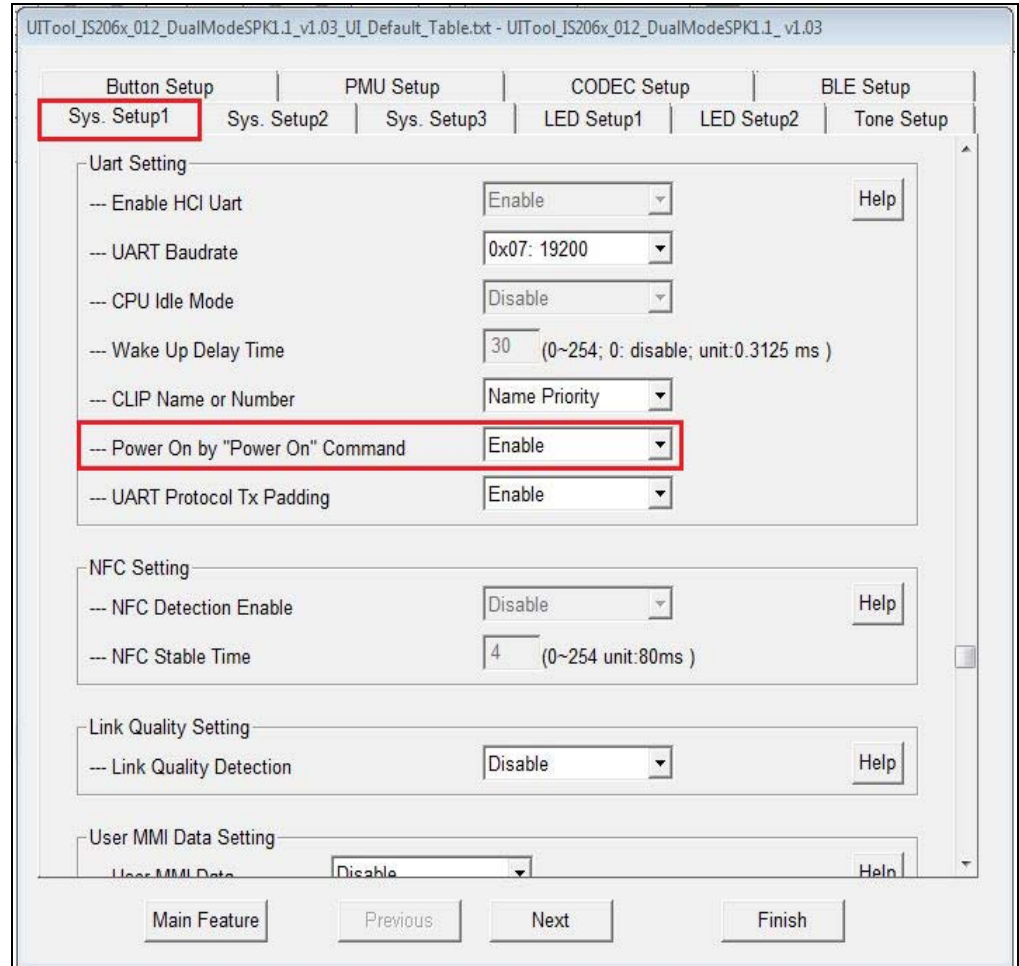 UITool_IS206x_012_DualModeSPK1.1_v1.03_UI_Default_Table.txt - UITool_IS206x_012_DualModeSPK1.1_ v1.03
Button Setup PMU Setup CODEC Setup BLE Setup
Sys. Setup1 Sys. Setup2 Sys. Setup3 LED Setup1 LED Setup2 Tone Setup
Uart Setting
--- Enable HCI Uart Enable Help
--- UART Baudrate 0x07: 19200
--- CPU Idle Mode Disable
--- Wake Up Delay Time 30 (0~254; 0: disable; unit:0.3125 ms )
--- CLIP Name or Number Name Priority
--- Power On by "Power On" Command Enable
--- UART Protocol Tx Padding Enable
NFC Setting
--- NFC Detection Enable Disable Help
--- NFC Stable Time 4 (0~254 unit:80ms )
Link Quality Setting
--- Link Quality Detection Disable Help
User MMI Data Setting
--- User MMI Data Disable Help
Main Feature Previous Next Finish